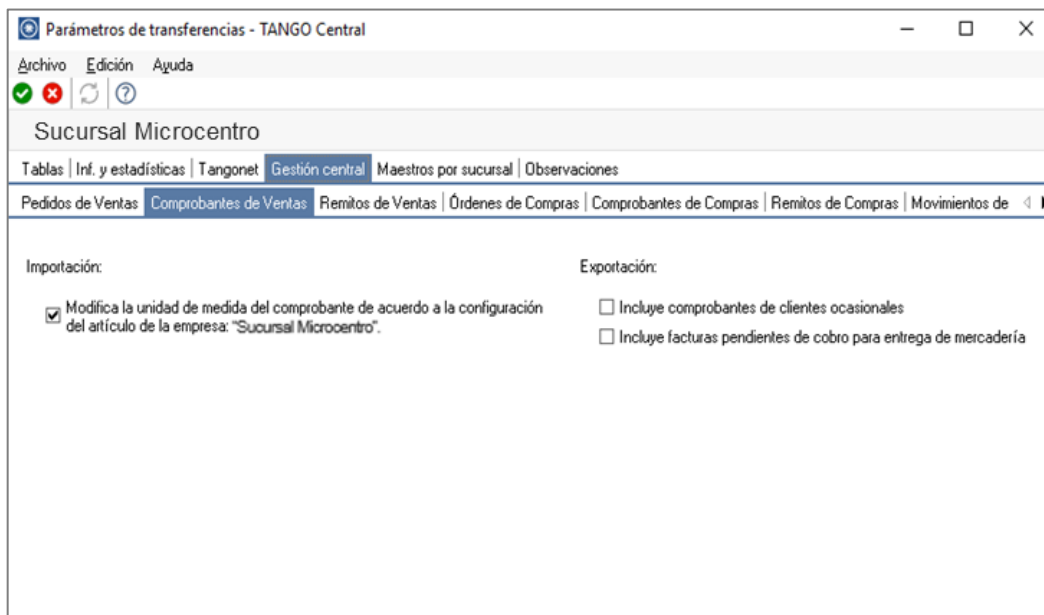 Parámetros de transferencias - TANGO Central
Archivo Edición Ayuda
Sucursal Microcentro
Tablas Inf. y estadísticas Tangonet Gestión central Maestros por sucursal Observaciones
Pedidos de Ventas Comprobantes de Ventas Remitos de Ventas Órdenes de Compras Comprobantes de Compras Remitos de Compras Movimientos de
Importación:
Modifica la unidad de medida del comprobante de acuerdo a la configuración
del artículo de la empresa: "Sucursal Microcentro".
Exportación:
Incluye comprobantes de clientes ocasionales
Incluye facturas pendientes de cobro para entrega de mercadería